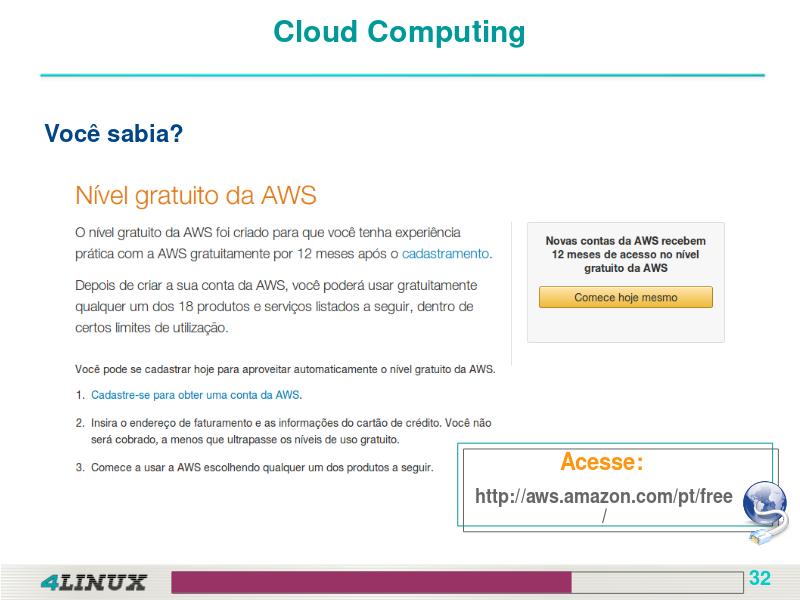 Cloud Computing
Você sabia?
Nível gratuito da AWS
O nível gratuito da AWS foi criado para que você tenha experiência
prática com a AWS gratuitamente por 12 meses após o cadastramento.
Depois de criar a sua conta da AWS, você poderá usar gratuitamente
qualquer um dos 18 produtos e serviços listados a seguir, dentro de
certos limites de utilização.
Novas contas da AWS recebem
12 meses de acesso no nível
gratuito da AWS
Comece hoje mesmo
Você pode se cadastrar hoje para aproveitar automaticamente o nível gratuito da AWS.
1. Cadastre-se para obter uma conta da AWS.
2. Insira o endereço de faturamento e as informações do cartão de crédito. Você não
será cobrado, a menos que ultrapasse os níveis de uso gratuito.
3. Comece a usar a AWS escolhendo qualquer um dos produtos a seguir.
Acesse:
http://aws.amazon.com/pt/free
/
4LINUX
32